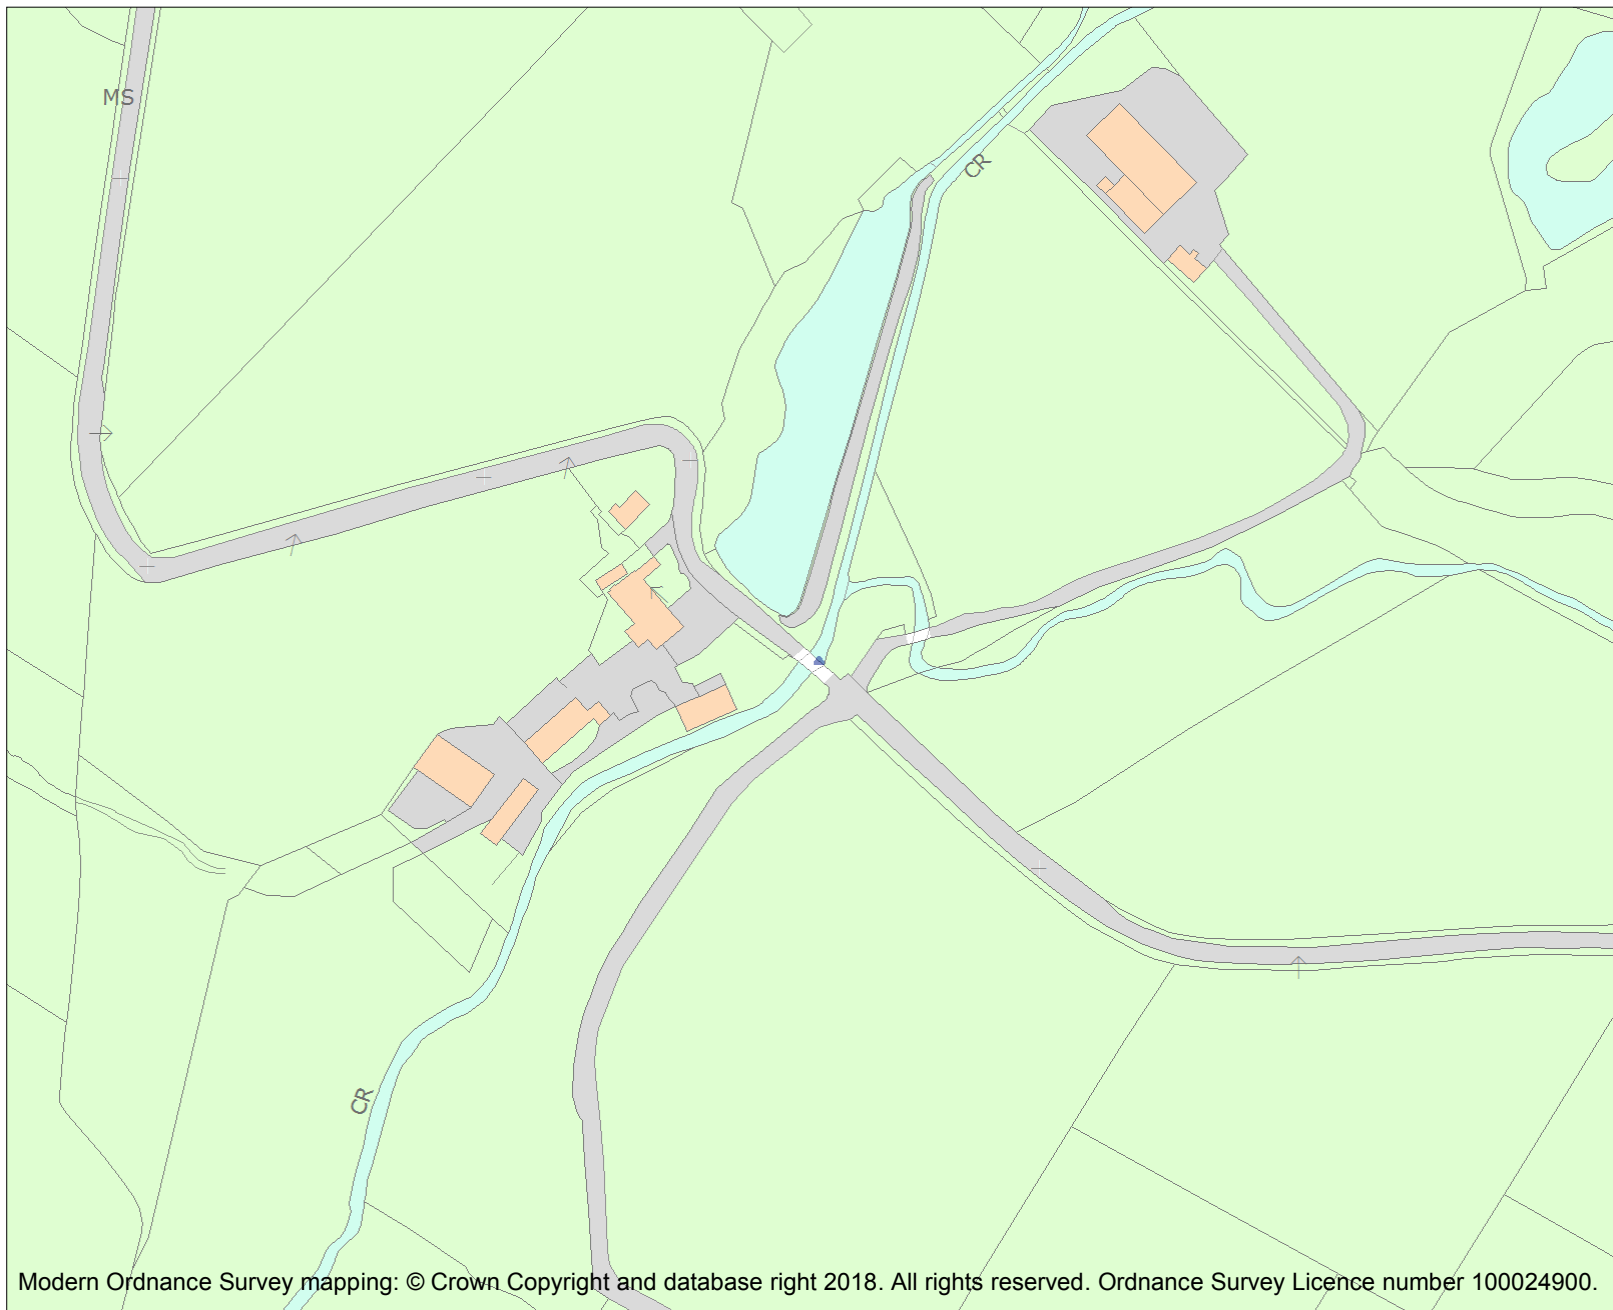 MS
CR
CR
Modern Ordnance Survey mapping: © Crown Copyright and database right 2018. All rights reserved. Ordnance Survey Licence number 100024900.